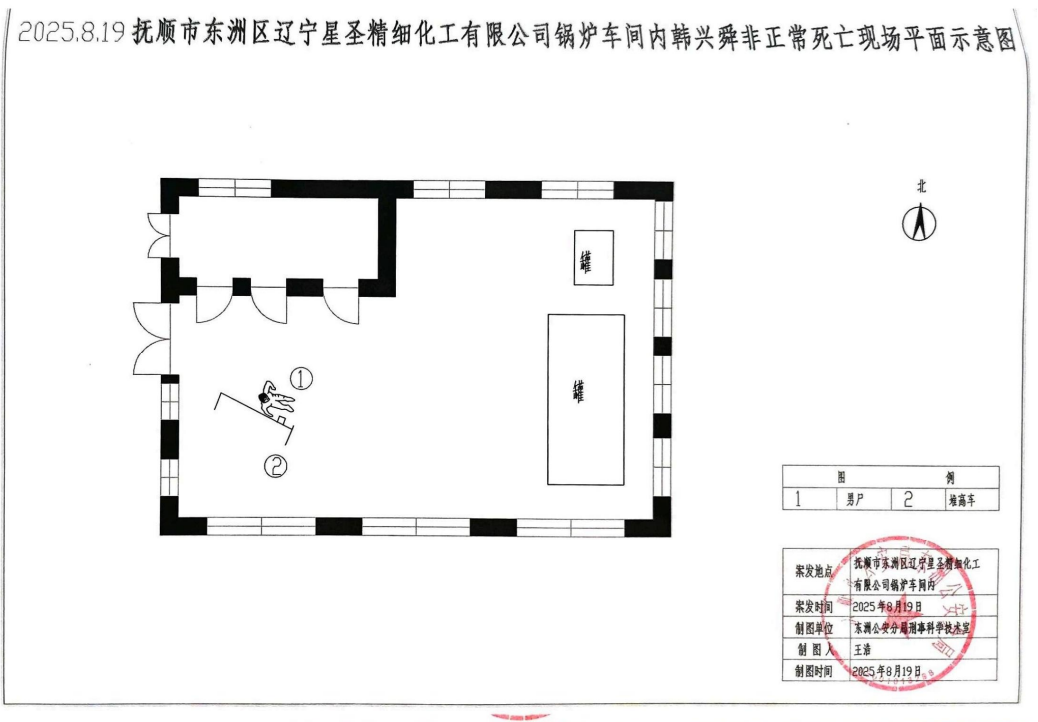 2025.8.19抚顺市东洲区辽宁星圣精细化工有限公司锅炉车间内韩兴舜非正常死亡现场平面示意图
北
罐
罐
①
②
图 例
1 男尸 2 堆高车
案发地点 抚顺市东洲区辽宁星圣精细化工
有限公司锅炉车间内
案发时间 2025年8月19日
制图单位 东洲公安分局刑事科学技术室
制图人 王浩
制图时间 2025年8月19日